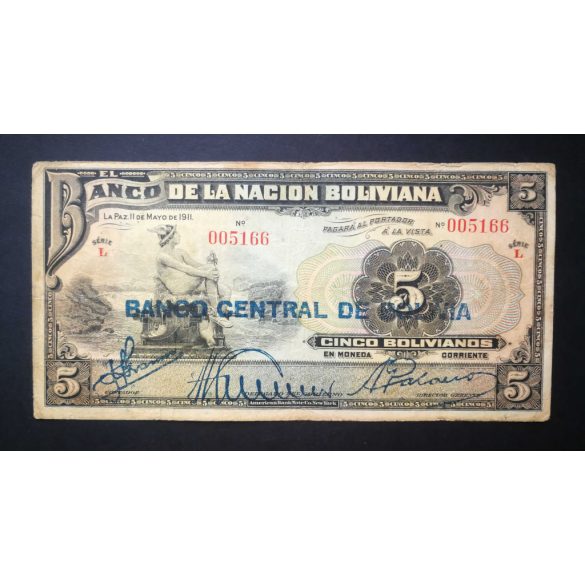 EL
BANCO DE LA NACION BOLIVIANA
5
LA PAZ, 11 DE MAYO DE 1911.
Nº
005166
PAGARÁ AL PORTADOR
Á LA VISTA
Nº 005166
SÉRIE
L
SÉRIE
L
5
BANCO CENTRAL DE
CINCO BOLIVIANOS
EN MONEDA CORRIENTE
5
5
DIRECTOR GERENTE
American Bank Note Co. New York.